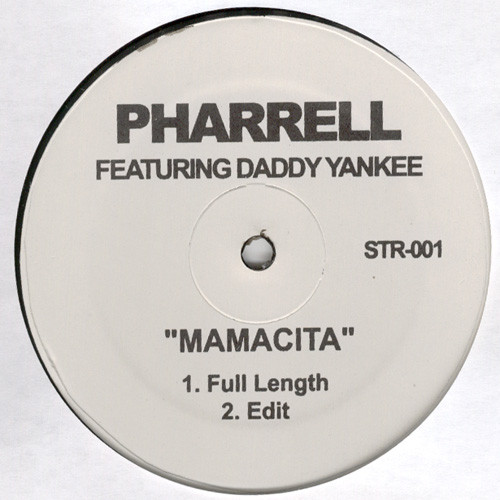 PHARRELL
FEATURING DADDY YANKEE
STR-001
"MAMACITA"
1. Full Length
2. Edit